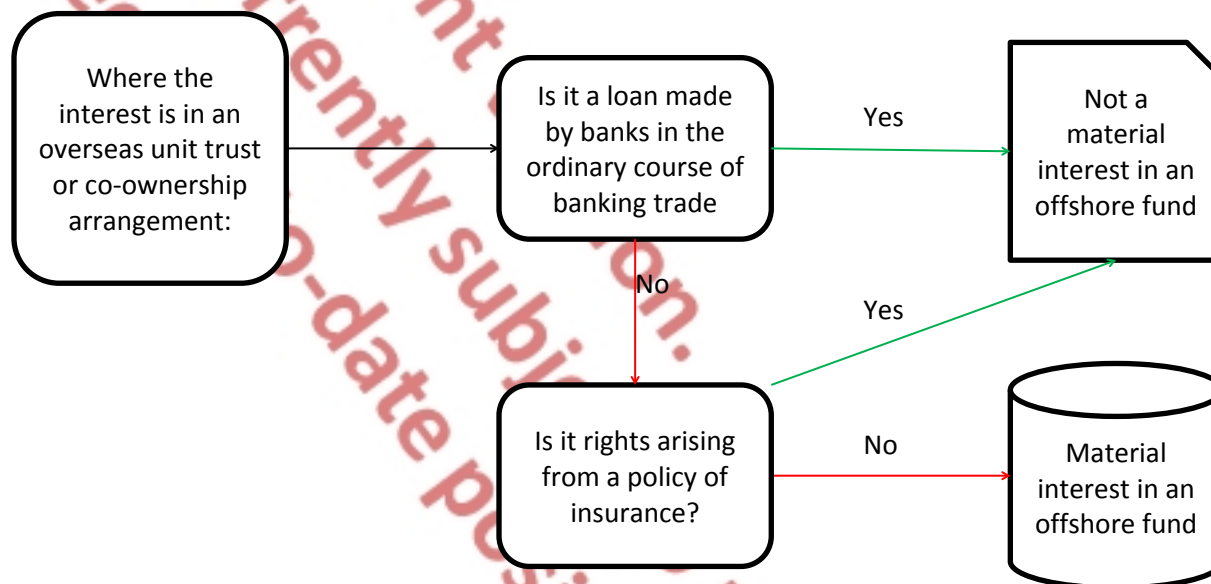 Where the
interest is in an
overseas unit trust
or co-ownership
arrangement:
Is it a loan made
by banks in the
ordinary course of
banking trade
Yes
Not a
material
interest in an
offshore fund
No
Yes
Is it rights arising
from a policy of
insurance?
No
Material
interest in an
offshore fund